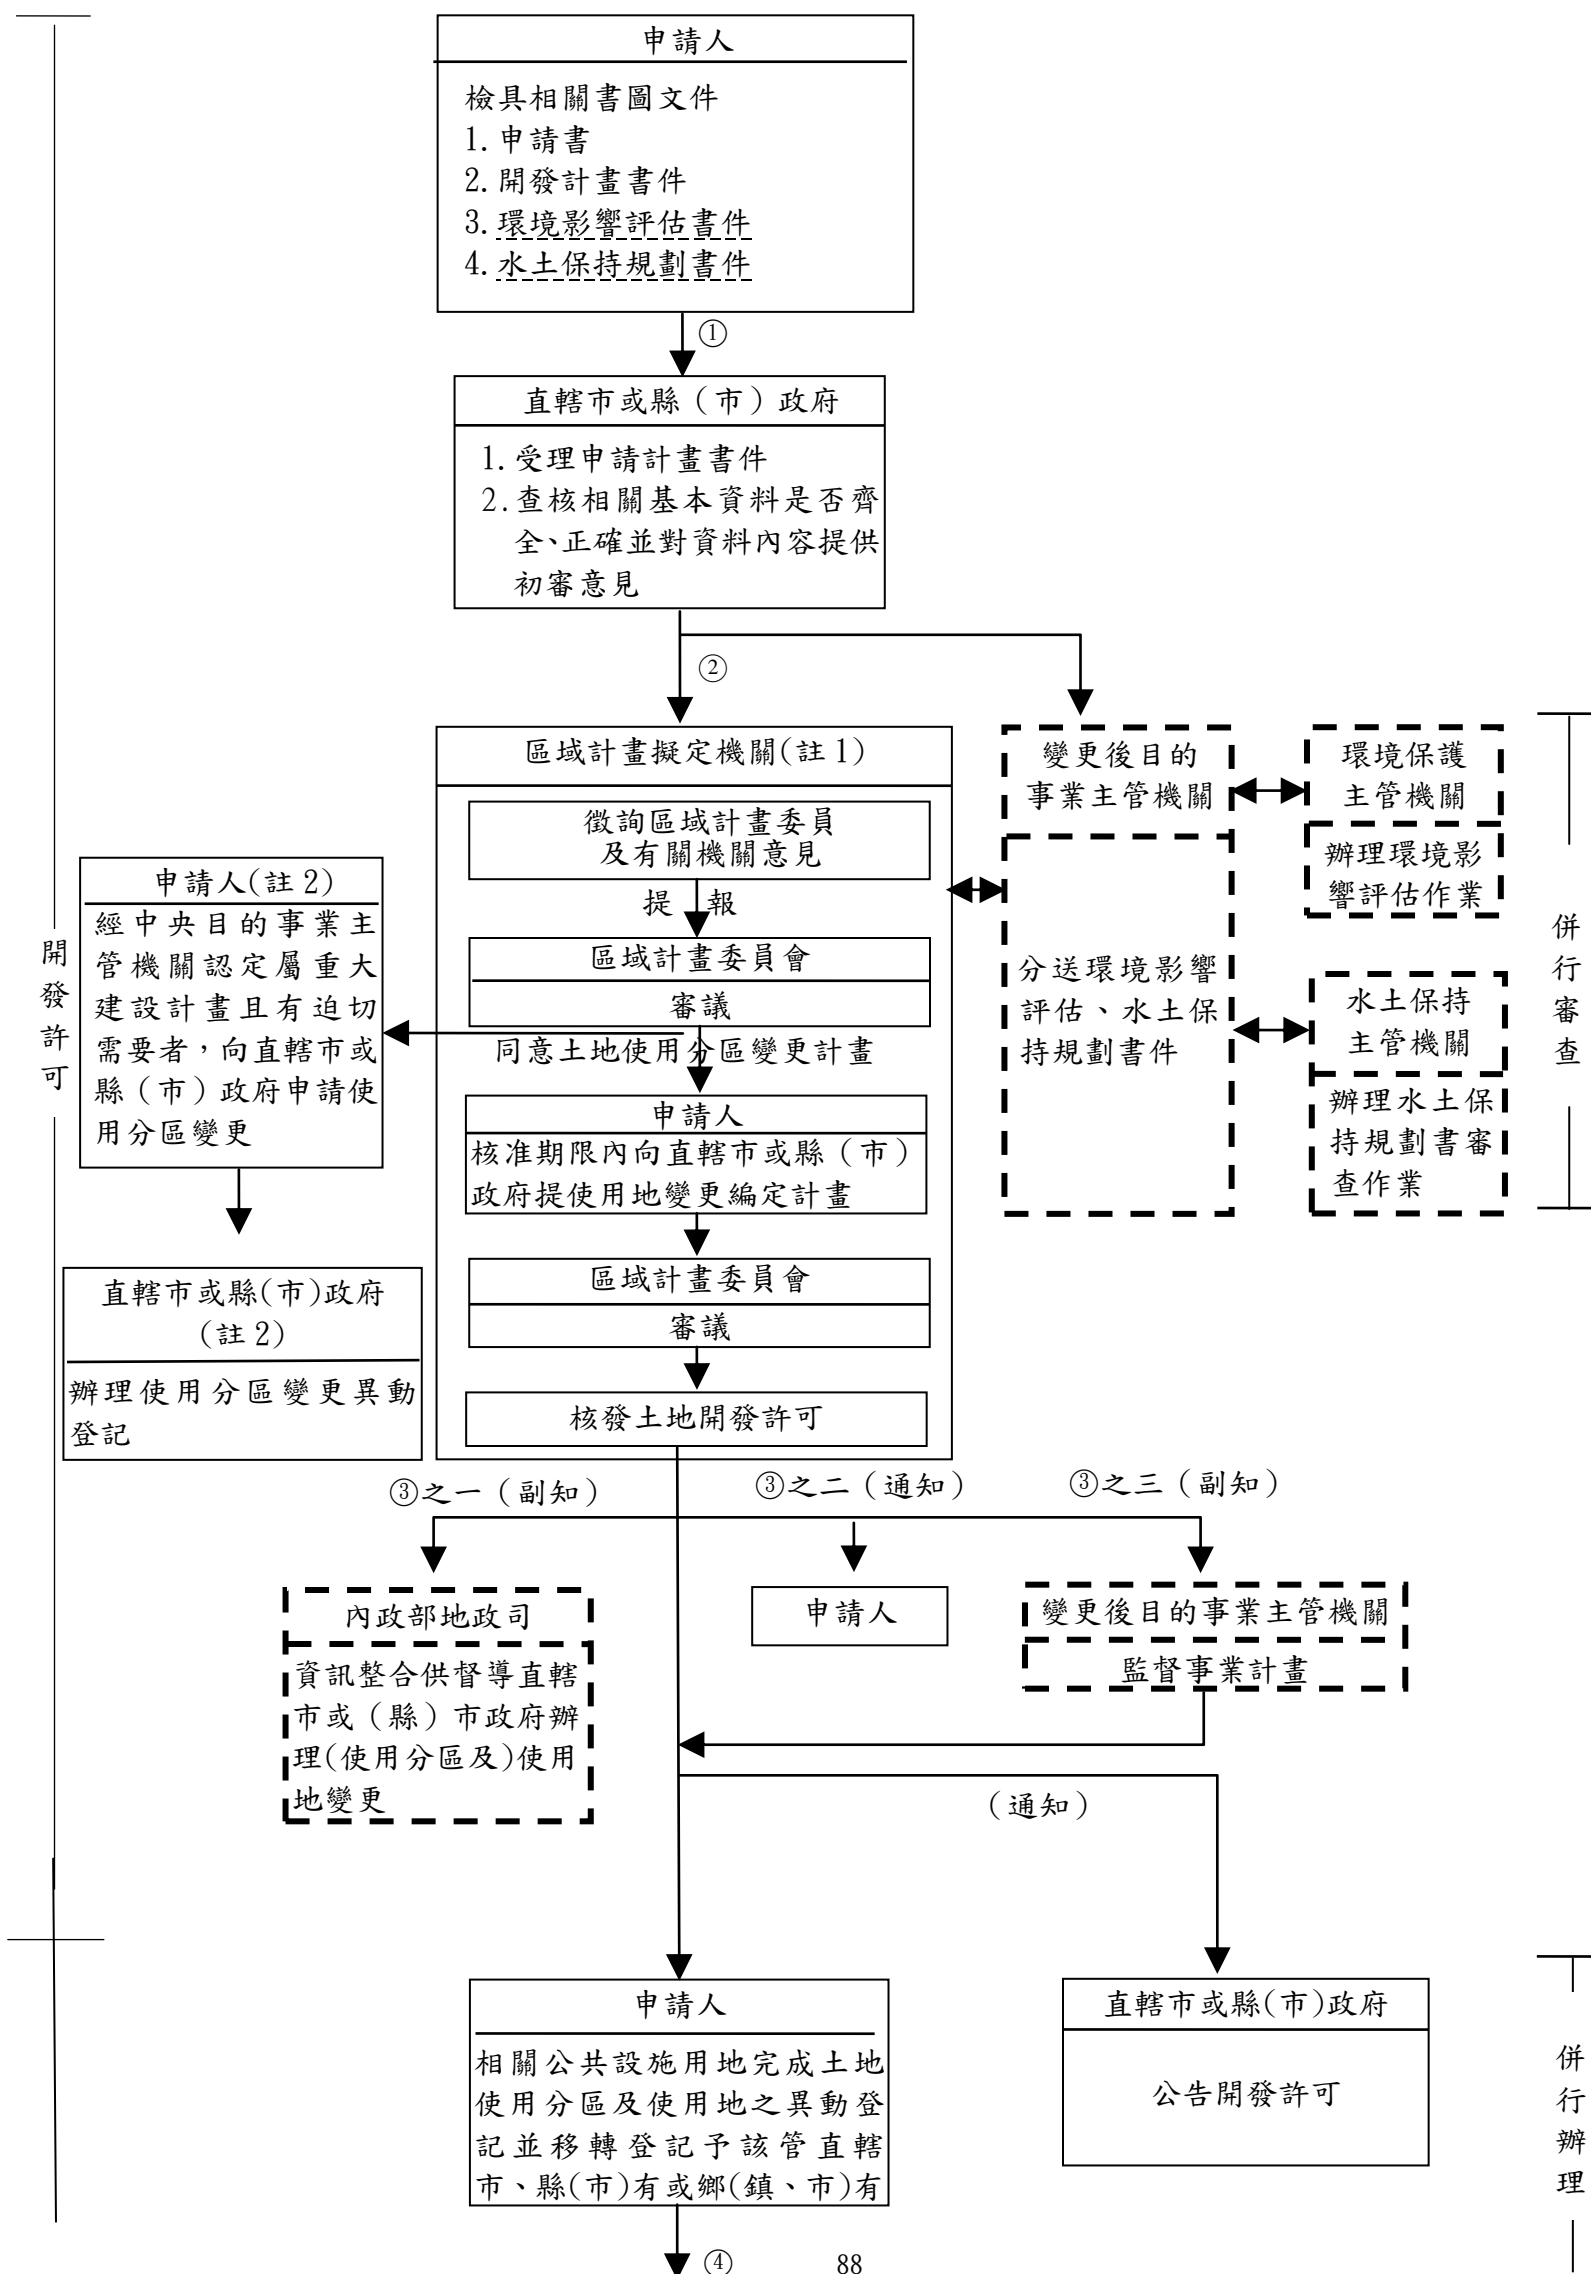 申請人
檢具相關書圖文件
1.申請書
2.開發計畫書件
3.環境影響評估書件
4.水土保持規劃書件
①
直轄市或縣（市）政府
1.受理申請計畫書件
2.查核相關基本資料是否齊
全、正確並對資料內容提供
初審意見
②
區域計畫擬定機關(註1)
徵詢區域計畫委員
及有關機關意見
提 報
區域計畫委員會
審議
同意土地使用分區變更計畫
申請人
核准期限內向直轄市或縣（市）
政府提使用地變更編定計畫
區域計畫委員會
審議
核發土地開發許可
變更後目的
事業主管機關
分送環境影響
評估、水土保
持規劃書件
環境保護
主管機關
辦理環境影
響評估作業
水土保持
主管機關
辦理水土保
持規劃書審
查作業
併
行
審
查
申請人(註2)
經中央目的事業主
管機關認定屬重大
建設計畫且有迫切
需要者，向直轄市或
縣（市）政府申請使
用分區變更
開
發
許
可
直轄市或縣(市)政府
(註2)
辦理使用分區變更異動
登記
③之一（副知）
③之二（通知）
③之三（副知）
內政部地政司
資訊整合供督導直轄
市或（縣）市政府辦
理(使用分區及)使用
地變更
申請人
變更後目的事業主管機關
監督事業計畫
（通知）
申請人
相關公共設施用地完成土地
使用分區及使用地之異動登
記並移轉登記予該管直轄
市、縣(市)有或鄉(鎮、市)有
直轄市或縣(市)政府
公告開發許可
併
行
辦
理
④
88